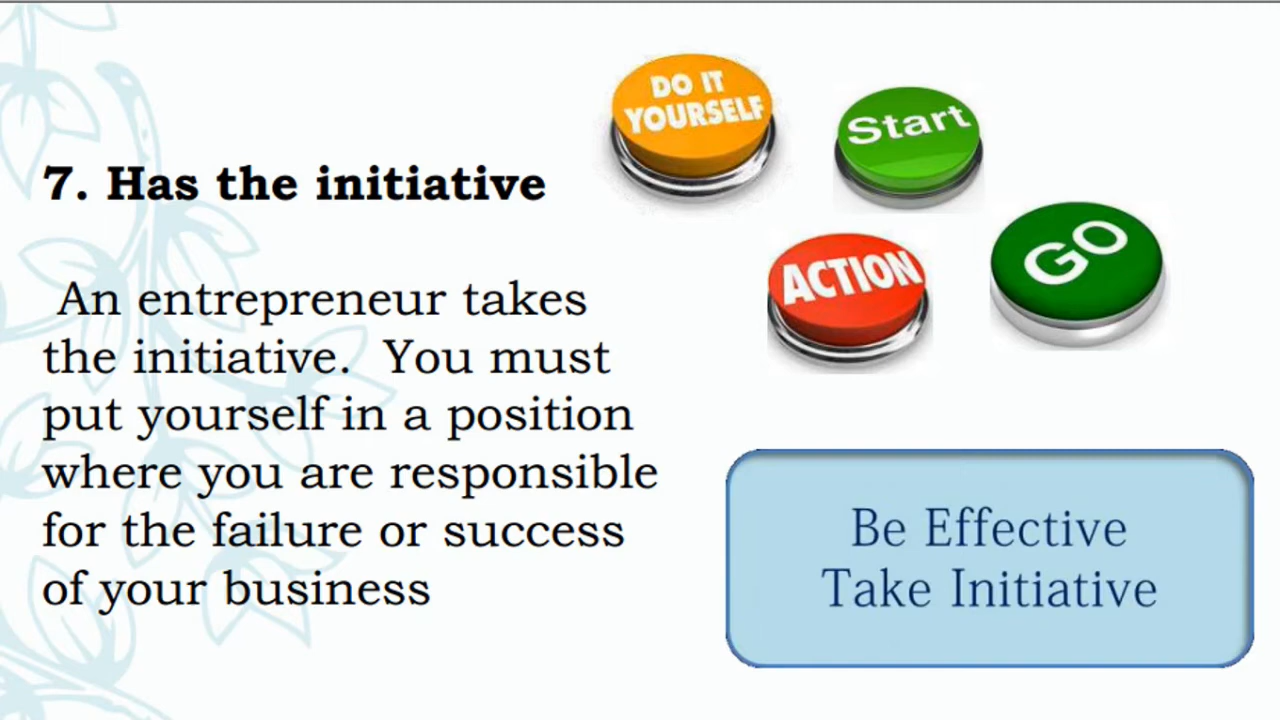 7. Has the initiative
An entrepreneur takes
the initiative. You must
put yourself in a position
where you are responsible
for the failure or success
of your business
DO IT
YOURSELF
Start
ACTION
GO
Be Effective
Take Initiative